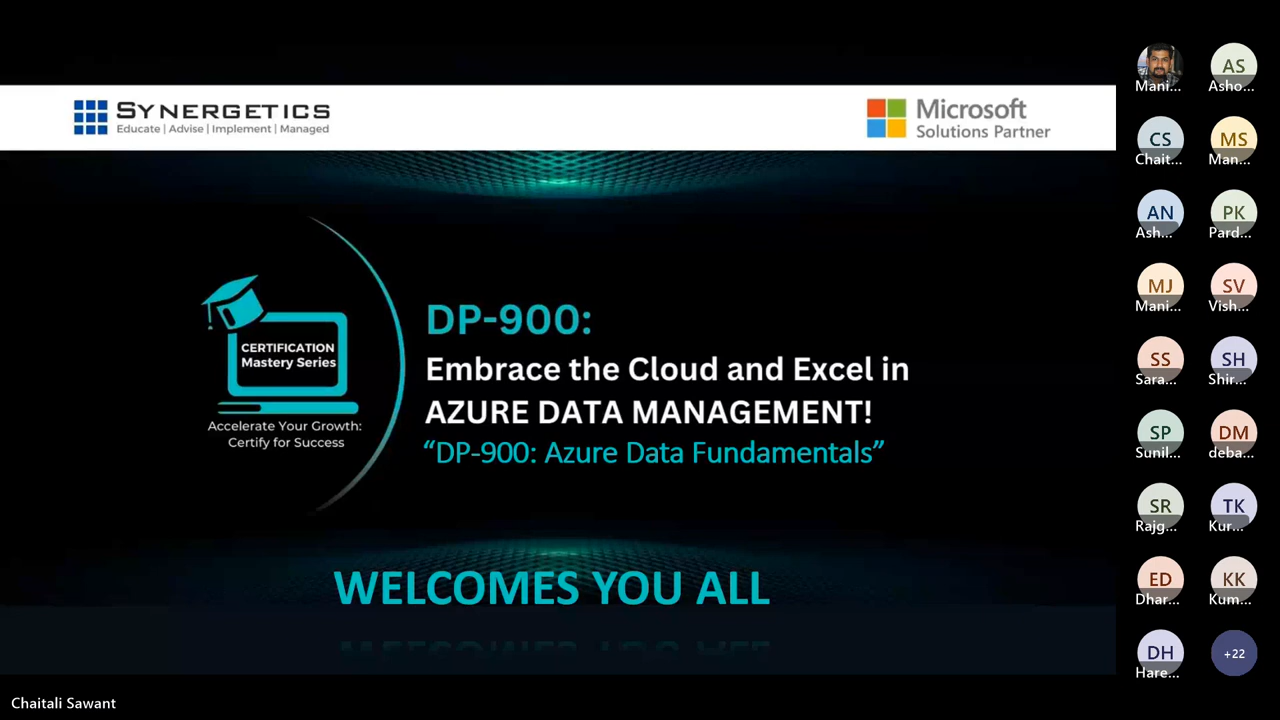 SYNERGETICS
Educate | Advise | Implement | Managed
Microsoft
Solutions Partner
CERTIFICATION
Mastery Series
Accelerate Your Growth:
Certify for Success
DP-900:
Embrace the Cloud and Excel in
AZURE DATA MANAGEMENT!
“DP-900: Azure Data Fundamentals”
WELCOMES YOU ALL
Chaitali Sawant
Mani...
AS
Asho...
CS
Chait...
MS
Man...
AN
Ash...
PK
Pard...
MJ
Mani...
SV
Vish...
SS
Sara...
SH
Shir...
SP
Sunil...
DM
deba...
SR
Rajg...
TK
Kur...
ED
Dhar...
KK
Kum...
DH
Hare...
+22